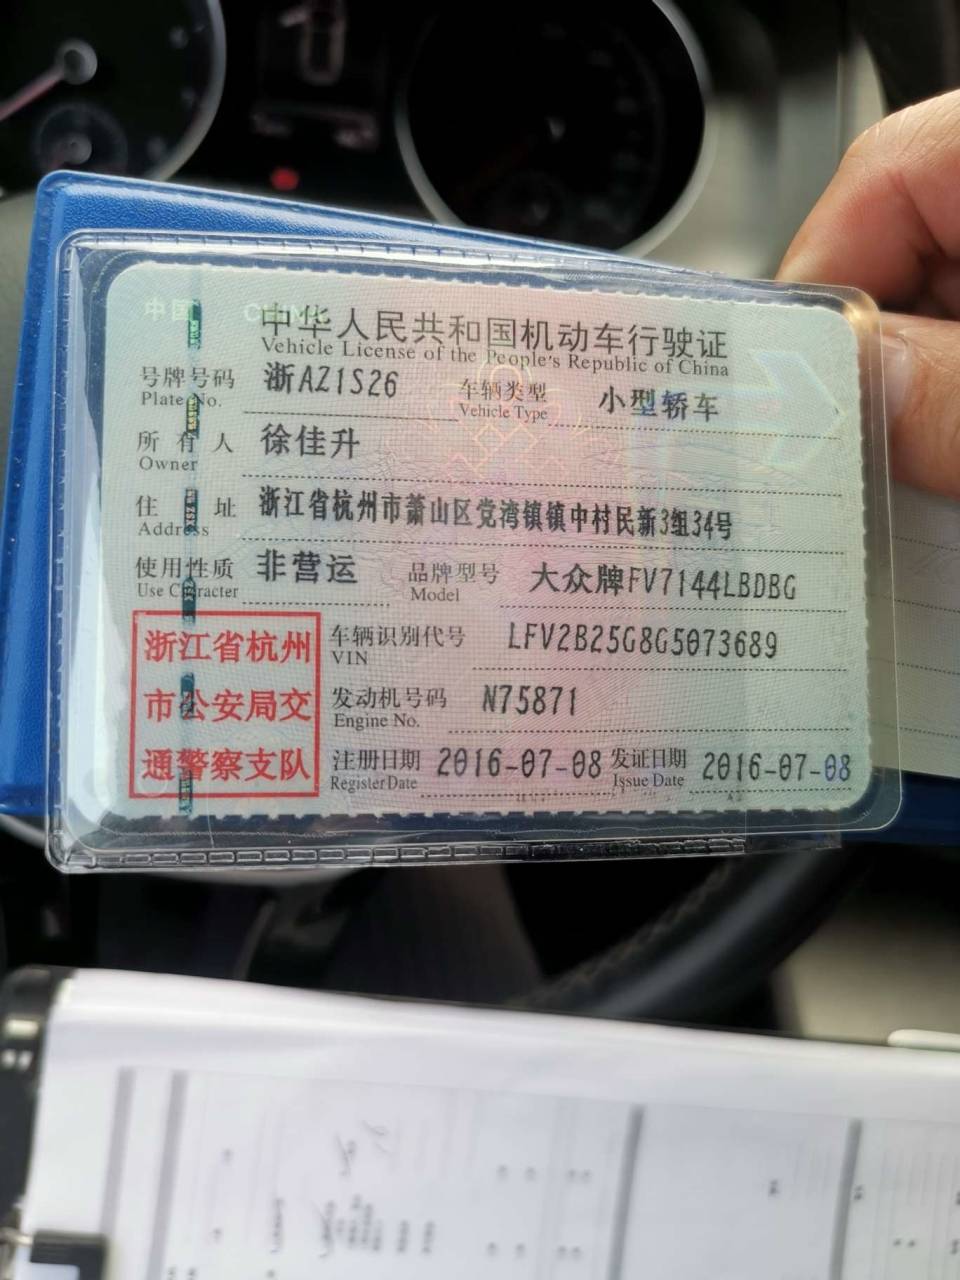 中国 CHINA
中华人民共和国机动车行驶证
Vehicle License of the People's Republic of China
号牌号码 浙AZ1S26 车辆类型 小型轿车
Plate No. Vehicle Type
所有人 徐佳升
Owner
住址 浙江省杭州市萧山区党湾镇镇中村民新3组34号
Address
使用性质 非营运 品牌型号 大众牌FV7144LBDBG
Use Character Model
浙江省杭州
市公安局交
通警察支队
车辆识别代号 LFV2B25G8G5073689
VIN
发动机号码 N75871
Engine No.
注册日期 2016-07-08 发证日期 2016-07-08
Register Date Issue Date